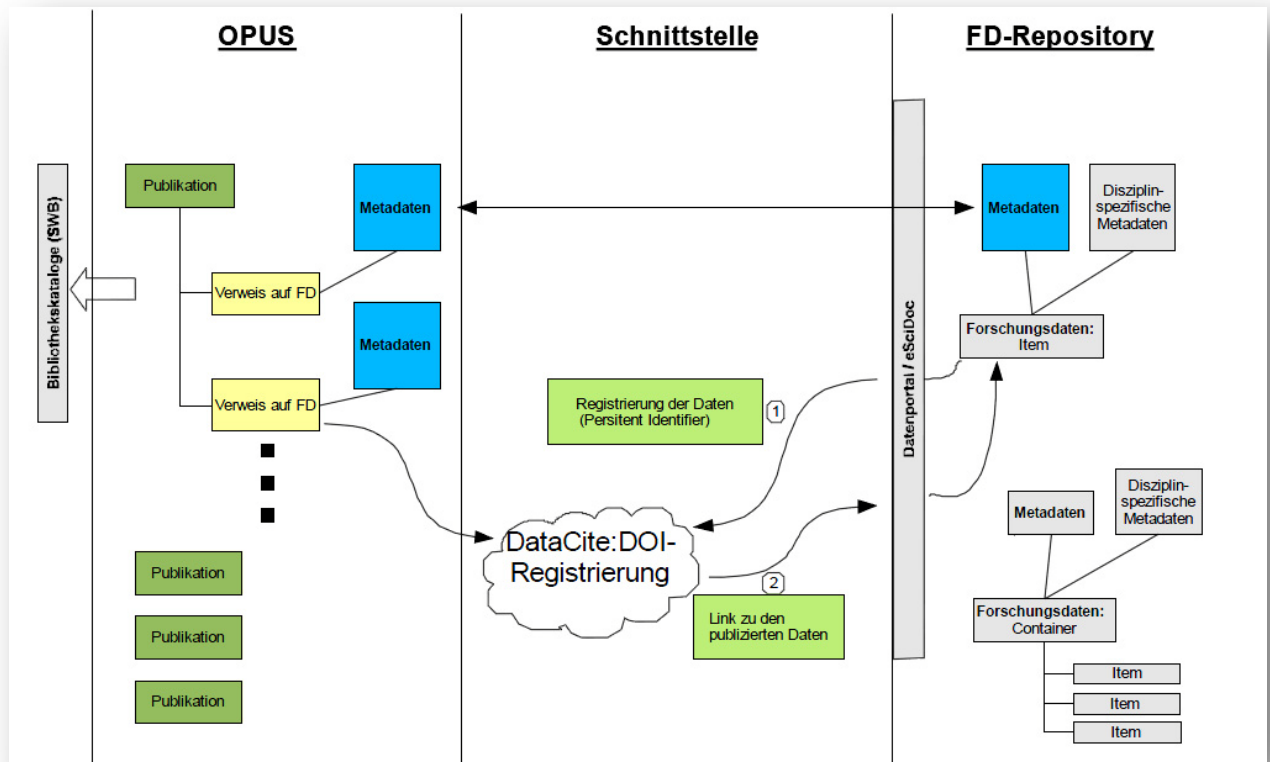 OPUS
Schnittstelle
FD-Repository
Bibliothekskataloge (SWB)
Publikation
Metadaten
Verweis auf FD
Metadaten
Verweis auf FD
Publikation
Publikation
Publikation
Registrierung der Daten
(Persitent Identifier)
1
DataCite:DOI-
Registrierung
2
Link zu den
publizierten Daten
Datenportal / eSciDoc
Metadaten
Disziplin-
spezifische
Metadaten
Forschungsdaten:
Item
Metadaten
Disziplin-
spezifische
Metadaten
Forschungsdaten:
Container
Item
Item
Item